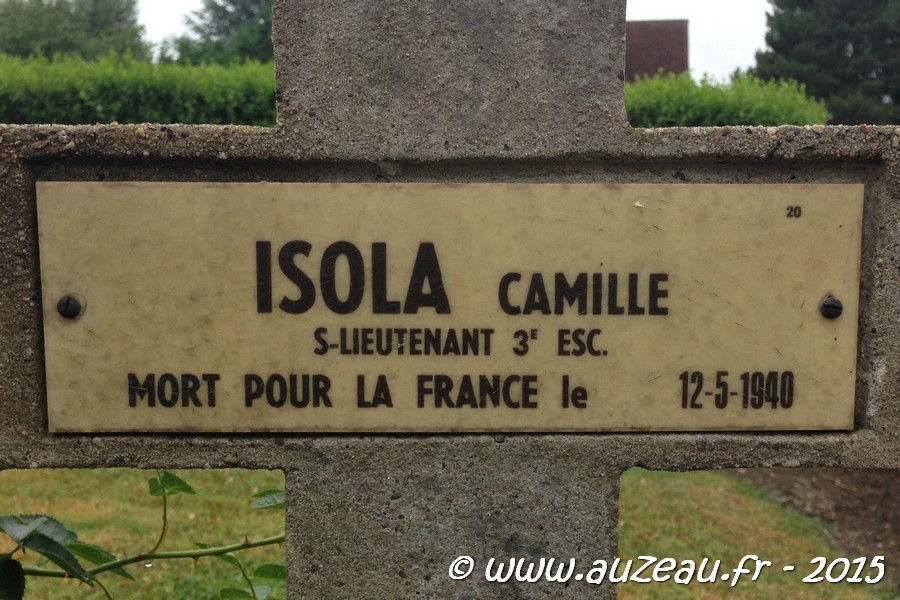 20
ISOLA CAMILLE
S-LIEUTENANT 3E ESC.
MORT POUR LA FRANCE le 12-5-1940
© www.auzeau.fr - 2015